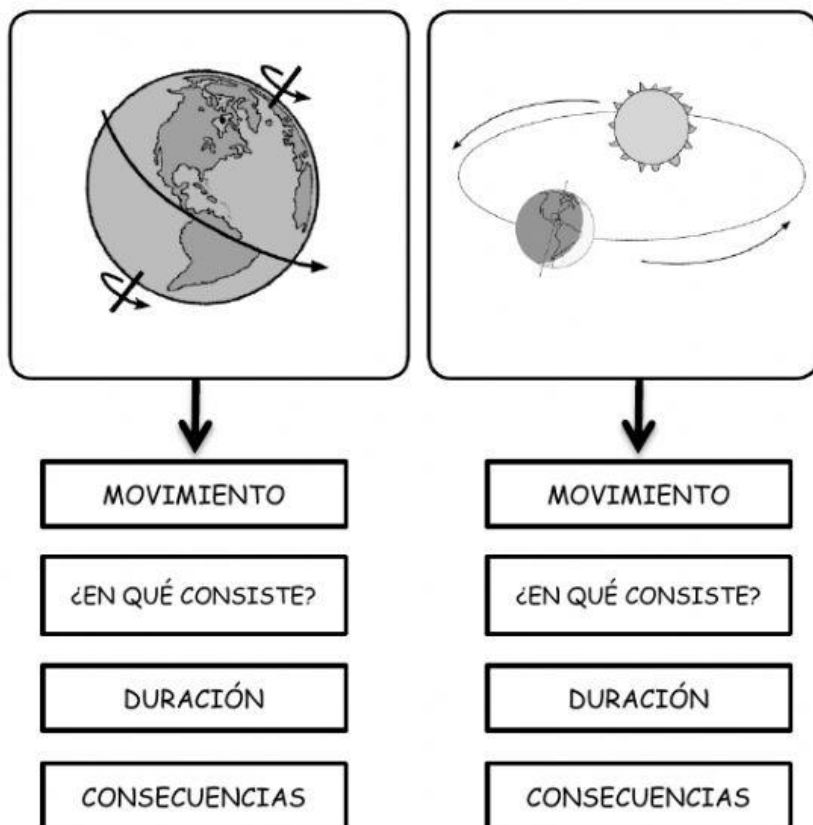 MOVIMIENTO
¿EN QUÉ CONSISTE?
DURACIÓN
CONSECUENCIAS
MOVIMIENTO
¿EN QUÉ CONSISTE?
DURACIÓN
CONSECUENCIAS